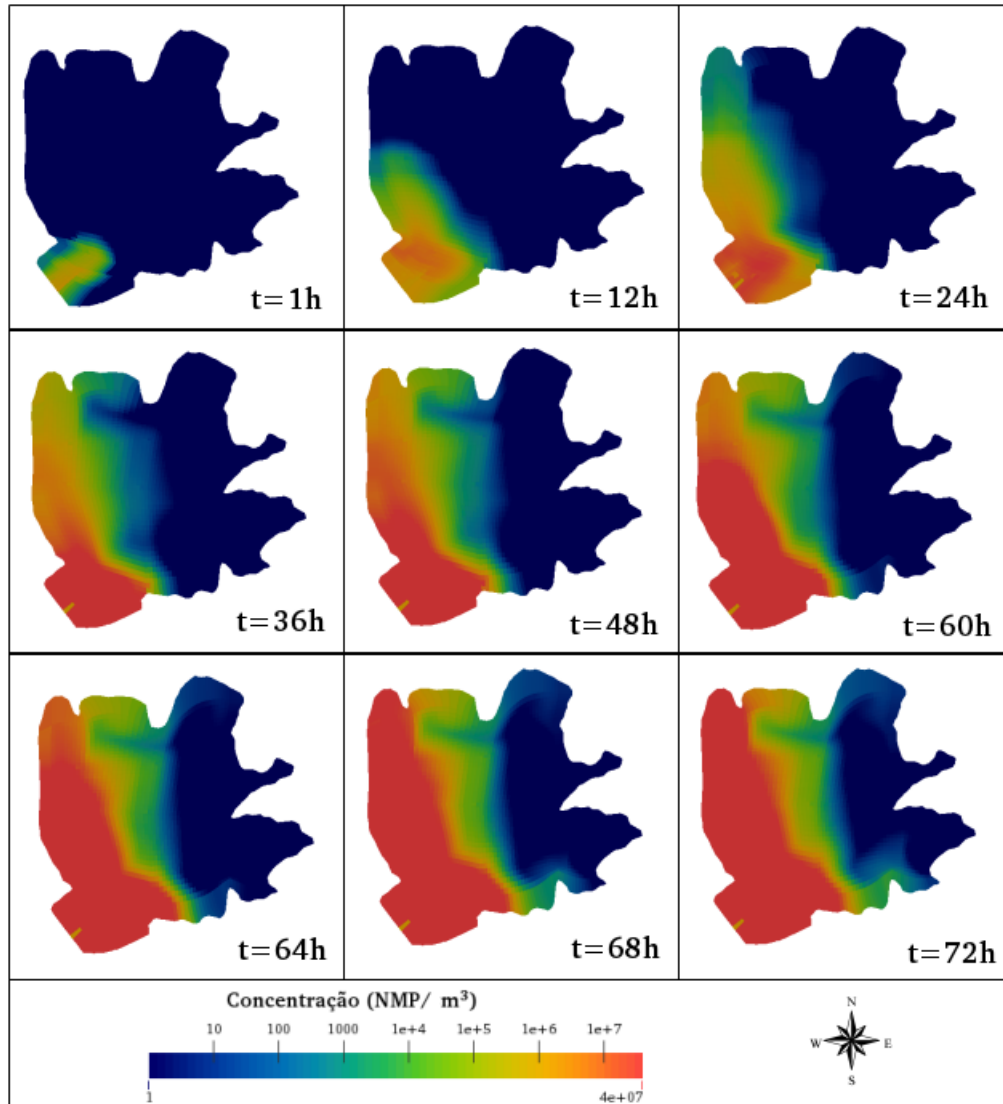 t=1h
t=12h
t=24h
t=36h
t=48h
t=60h
t=64h
t=68h
t=72h
Concentração (NMP/ m³)
10 100 1000 1e+4 1e+5 1e+6 1e+7
1 4e+07
N
W E
S